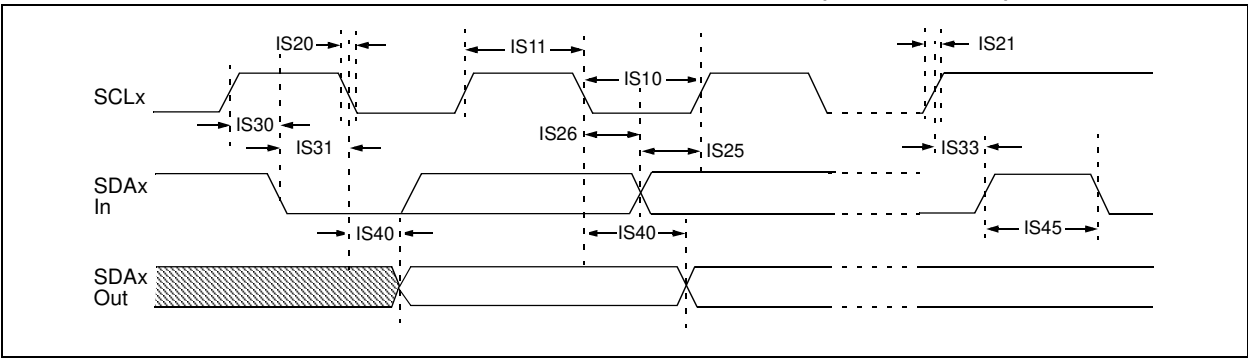 IS20
IS11
IS21
IS10
SCLx
IS30
IS26
IS31
IS25
IS33
SDAx
In
IS40
IS40
IS45
SDAx
Out